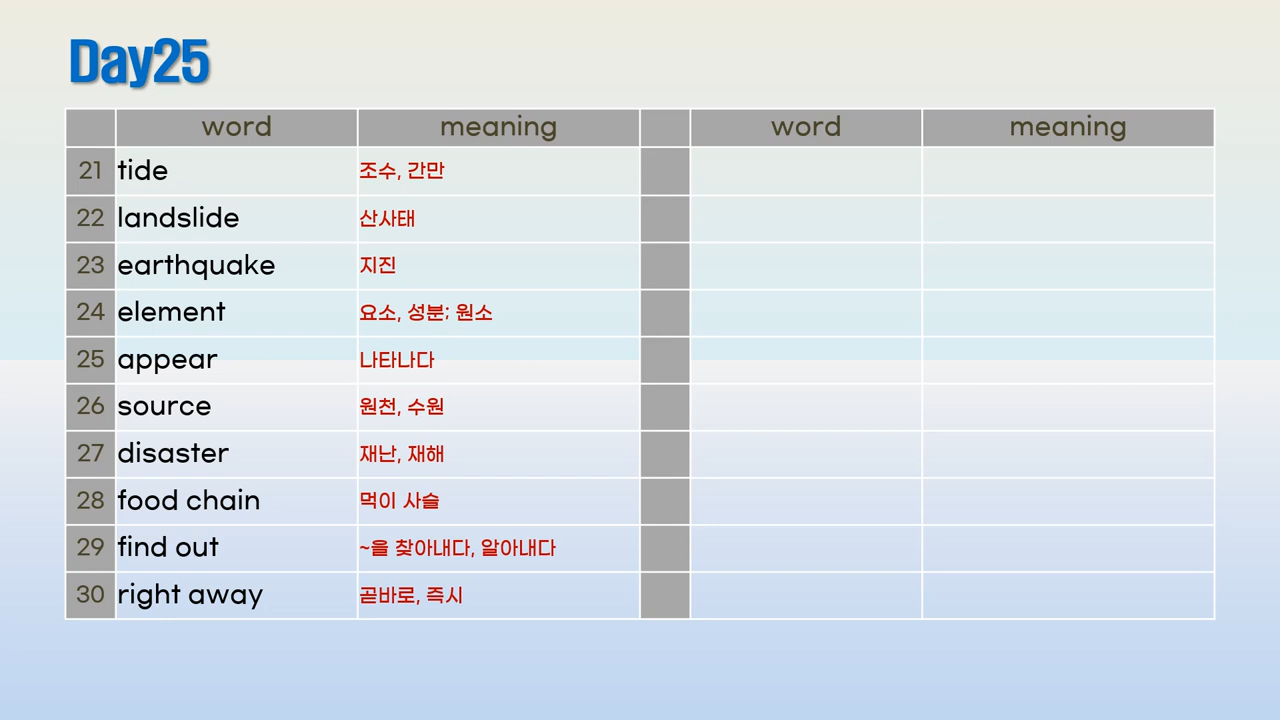 Day25
word meaning word meaning
21 tide 조수, 간만
22 landslide 산사태
23 earthquake 지진
24 element 요소, 성분; 원소
25 appear 나타나다
26 source 원천, 수원
27 disaster 재난, 재해
28 food chain 먹이 사슬
29 find out ~을 찾아내다, 알아내다
30 right away 곧바로, 즉시